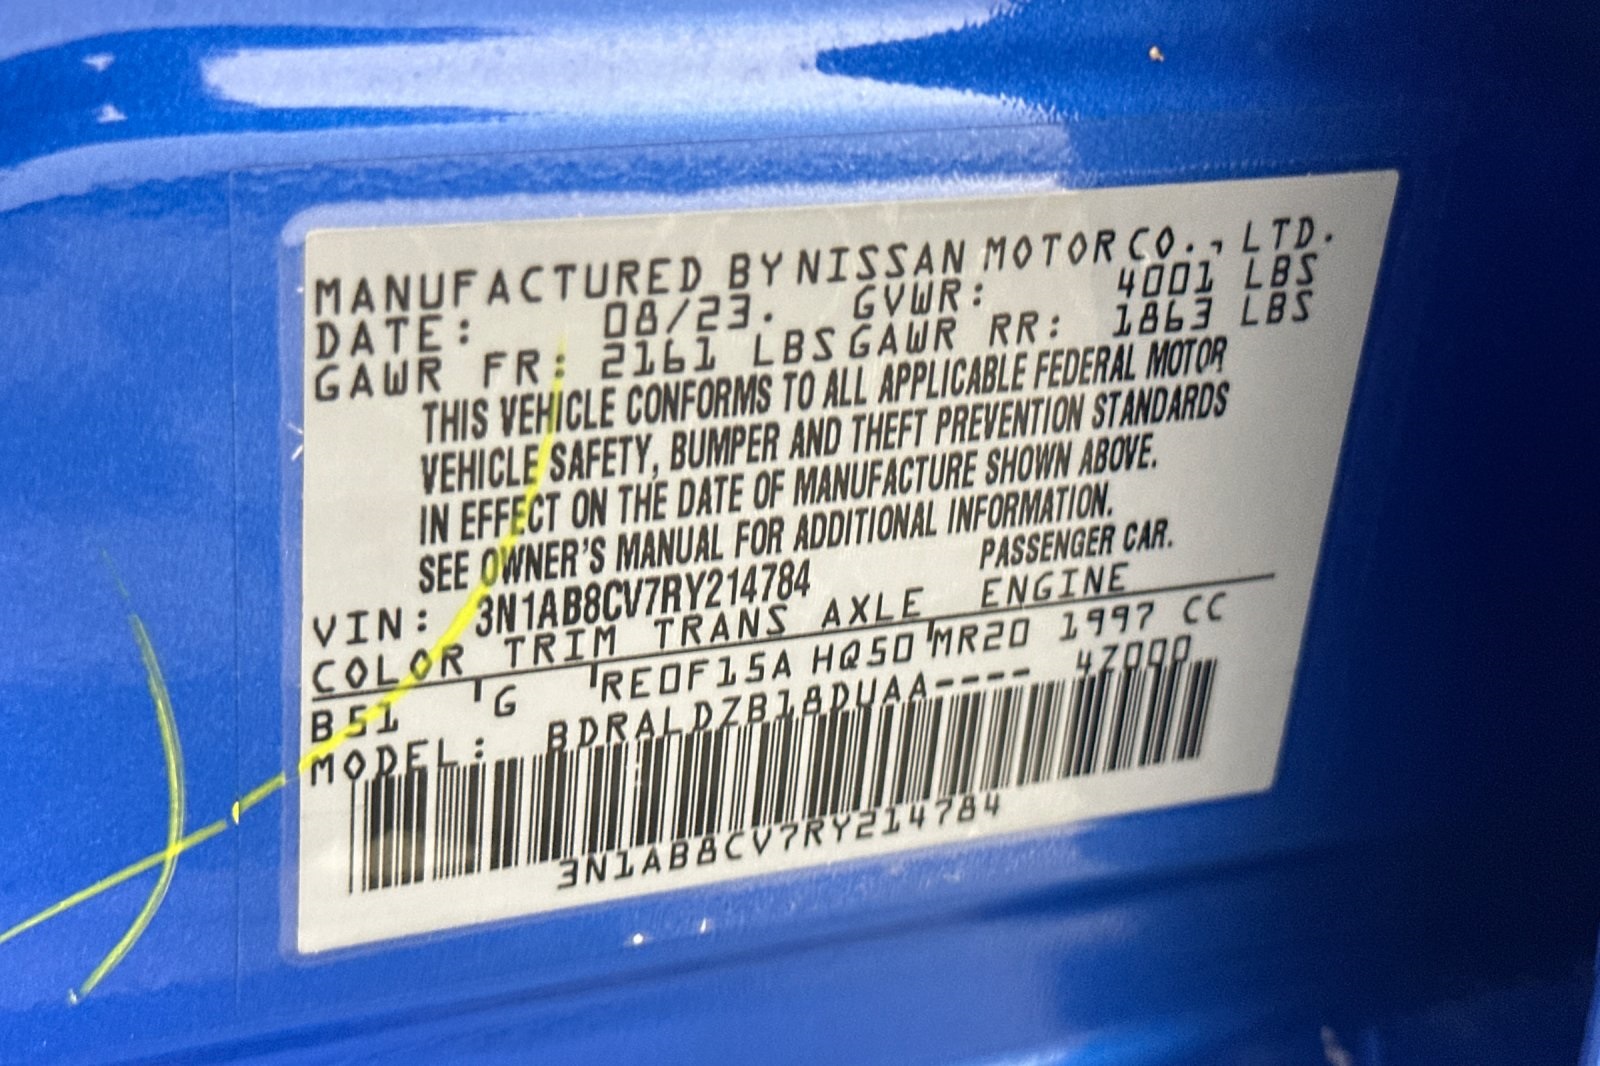 MANUFACTURED BY NISSAN MOTOR CO., LTD.
DATE: 08/23. GVWR: 4001 LBS
GAWR FR: 2161 LBS GAWR RR: 1863 LBS
THIS VEHICLE CONFORMS TO ALL APPLICABLE FEDERAL MOTOR
VEHICLE SAFETY, BUMPER AND THEFT PREVENTION STANDARDS
IN EFFECT ON THE DATE OF MANUFACTURE SHOWN ABOVE.
SEE OWNER'S MANUAL FOR ADDITIONAL INFORMATION.
VIN: 3N1AB8CV7RY214784 PASSENGER CAR.
COLOR TRIM TRANS AXLE ENGINE
B51 G RE0F15A HQ50 MR20 1997 CC
MODEL: BDRALDZB18DUAA---- 47000
3N1AB8CV7RY214784